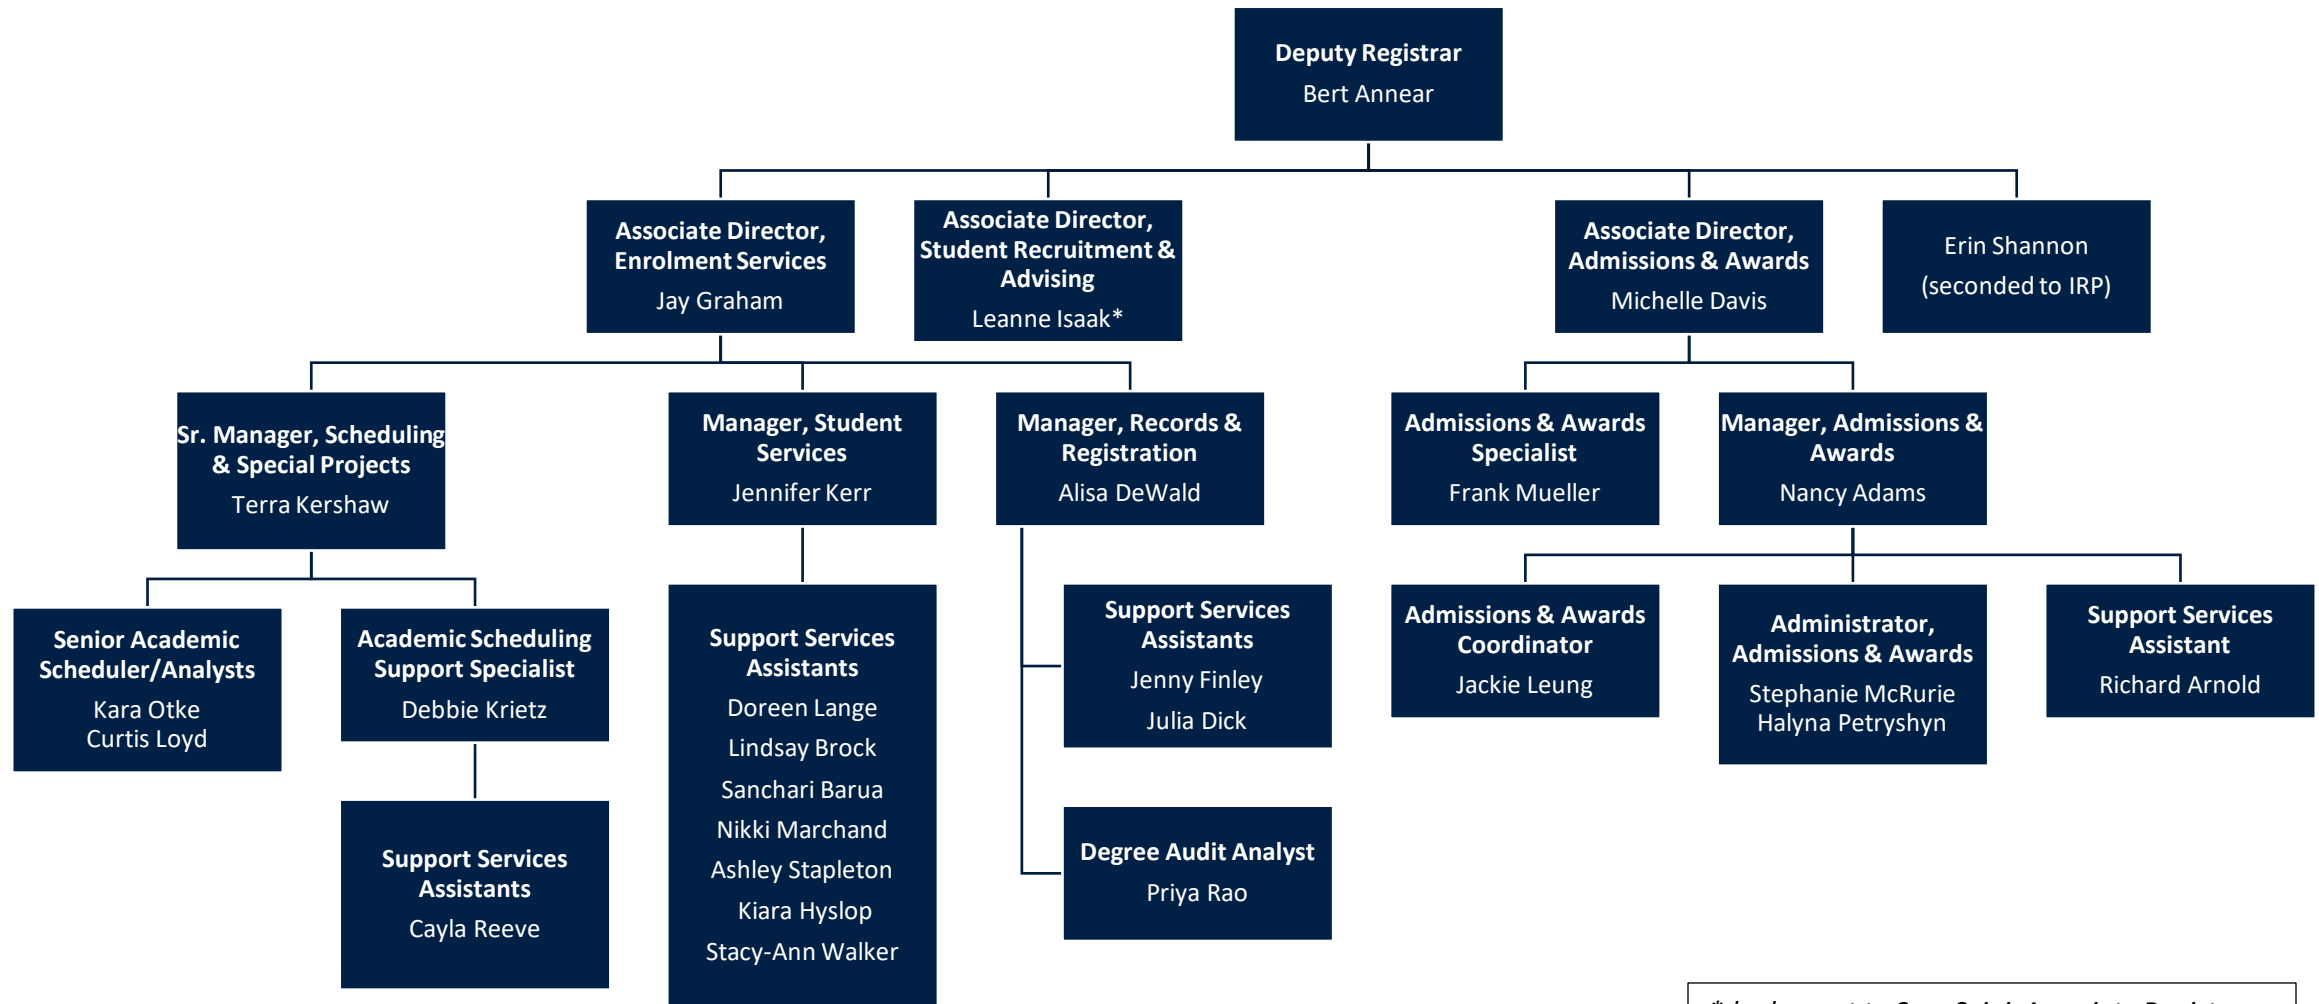 Deputy Registrar
Bert Annear
Associate Director,
Enrolment Services
Jay Graham
Associate Director,
Student Recruitment &
Advising
Leanne Isaak*
Associate Director,
Admissions & Awards
Michelle Davis
Erin Shannon
(seconded to IRP)
Sr. Manager, Scheduling
& Special Projects
Terra Kershaw
Manager, Student
Services
Jennifer Kerr
Manager, Records &
Registration
Alisa DeWald
Admissions & Awards
Specialist
Frank Mueller
Manager, Admissions &
Awards
Nancy Adams
Senior Academic
Scheduler/Analysts
Kara Otke
Curtis Loyd
Academic Scheduling
Support Specialist
Debbie Krietz
Support Services
Assistants
Cayla Reeve
Support Services
Assistants
Doreen Lange
Lindsay Brock
Sanchari Barua
Nikki Marchand
Ashley Stapleton
Kiara Hyslop
Stacy-Ann Walker
Support Services
Assistants
Jenny Finley
Julia Dick
Degree Audit Analyst
Priya Rao
Admissions & Awards
Coordinator
Jackie Leung
Administrator,
Admissions & Awards
Stephanie McRurie
Halyna Petryshyn
Support Services
Assistant
Richard Arnold